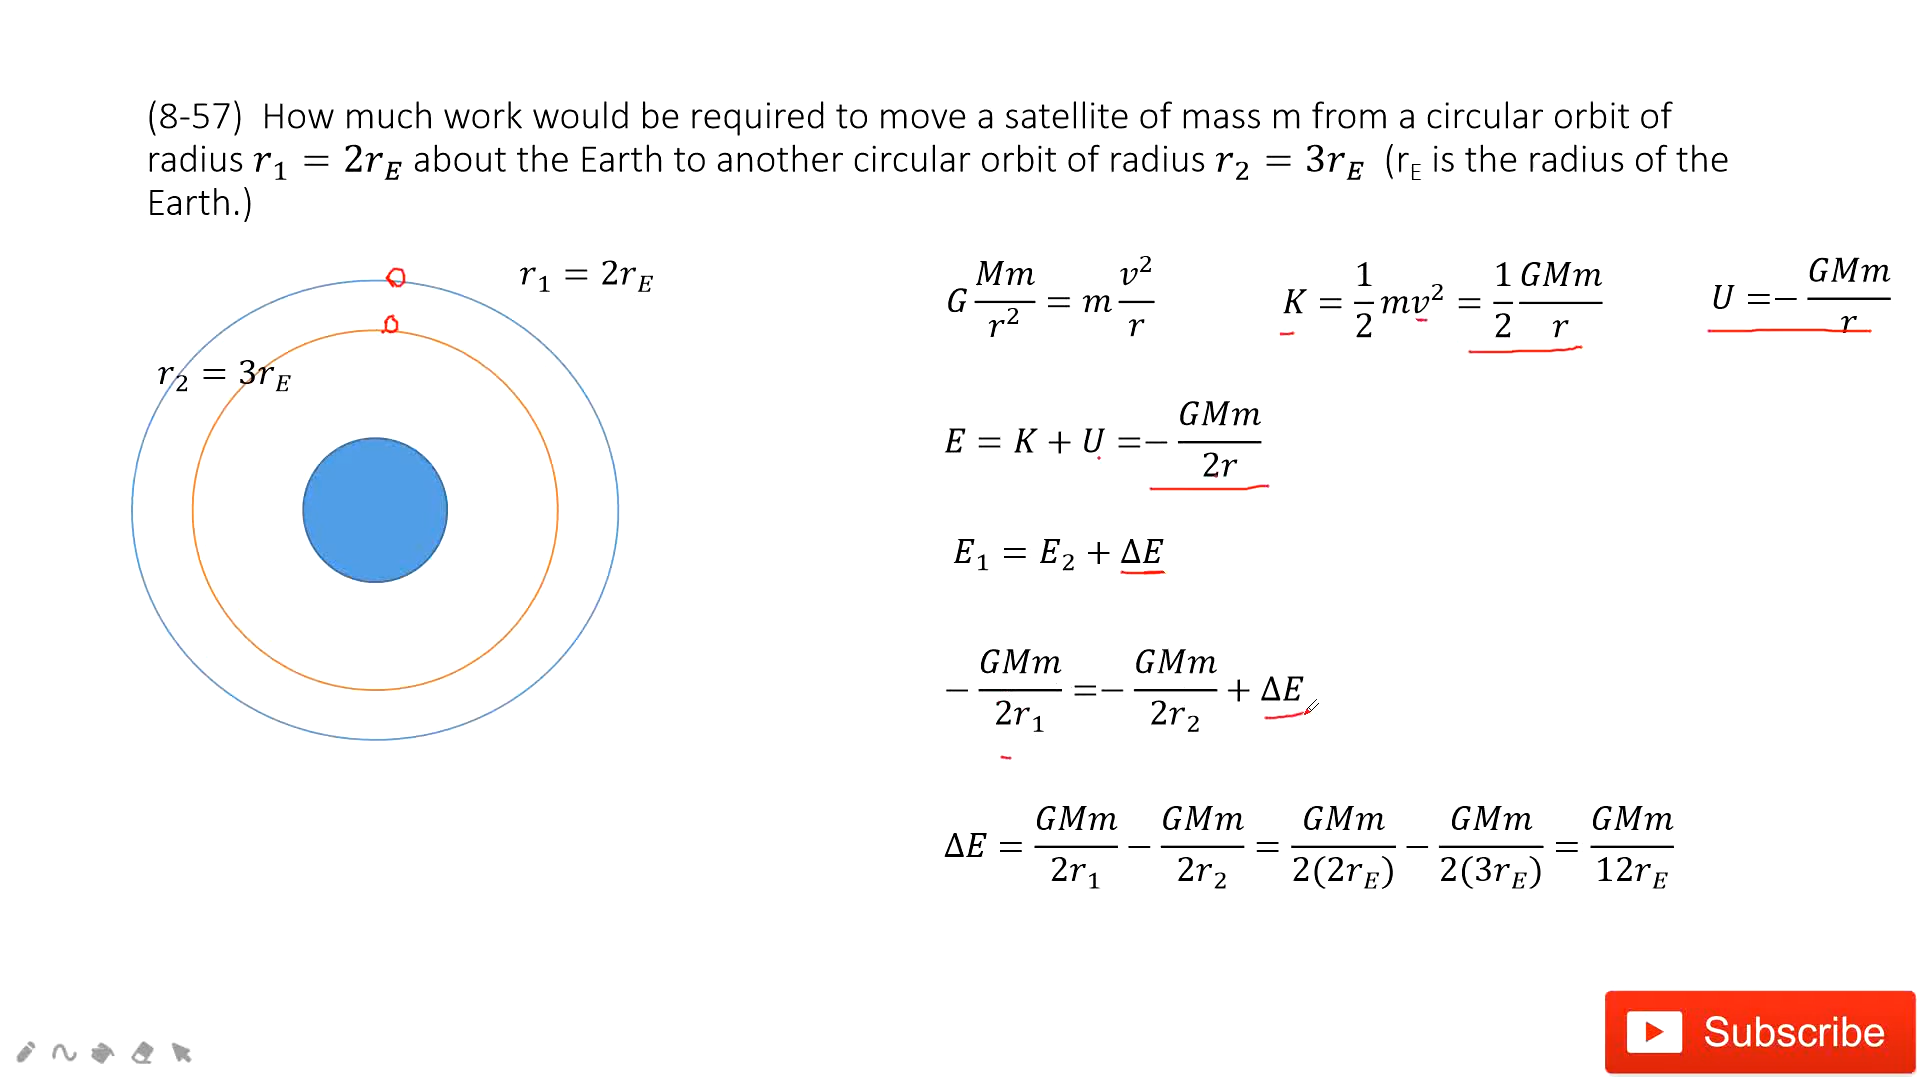 (8-57) How much work would be required to move a satellite of mass m from a circular orbit of
radius r₁ = 2r_E about the Earth to another circular orbit of radius r₂ = 3r_E (r_E is the radius of the
Earth.)
r₁ = 2r_E
r₂ = 3r_E
G Mm/r² = m v²/r
K = 1/2 mv² = 1/2 GMm/r
U = − GMm/r
E = K + U = − GMm/2r
E₁ = E₂ + ΔE
− GMm/2r₁ = − GMm/2r₂ + ΔE
ΔE = GMm/2r₁ − GMm/2r₂ = GMm/2(2r_E) − GMm/2(3r_E) = GMm/12r_E
Subscribe